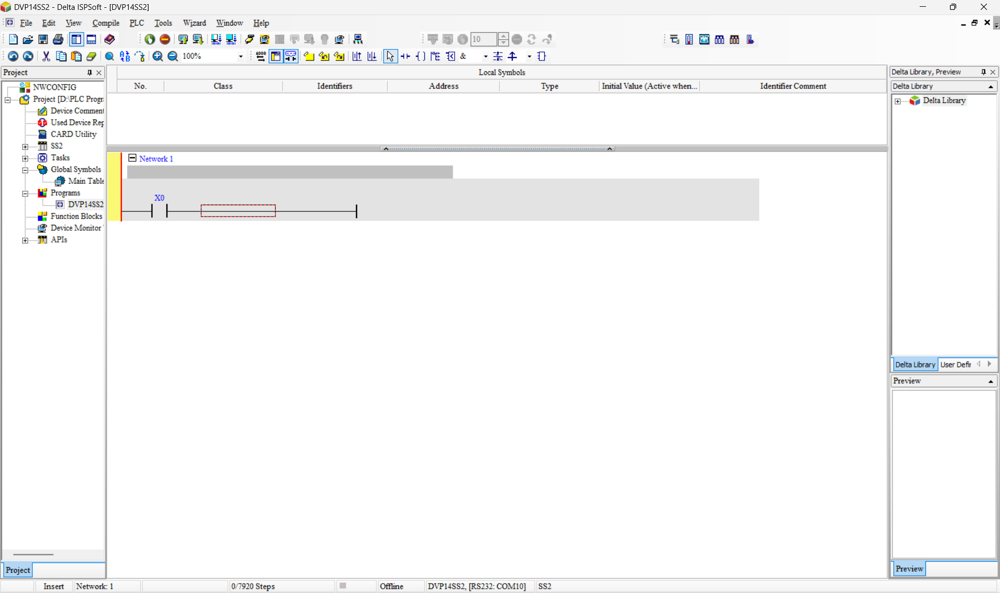 DVP14SS2 - Delta ISPSoft - [DVP14SS2]
File Edit View Compile PLC Tools Wizard Window Help
10
100%
ADDR
&
Project
NWCONFIG
Project [D:\PLC Progr
Device Comment
Used Device Rep
CARD Utility
SS2
Tasks
Global Symbols
Main Table
Programs
DVP14SS2
Function Blocks
Device Monitor
APIs
Project
Local Symbols
No. Class Identifiers Address Type Initial Value (Active when... Identifier Comment
Network 1
X0
Delta Library, Preview
Delta Library
Delta Library
Delta Library User Defir
Preview
Preview
Insert Network: 1 0/7920 Steps Offline DVP14SS2, [RS232: COM10] SS2